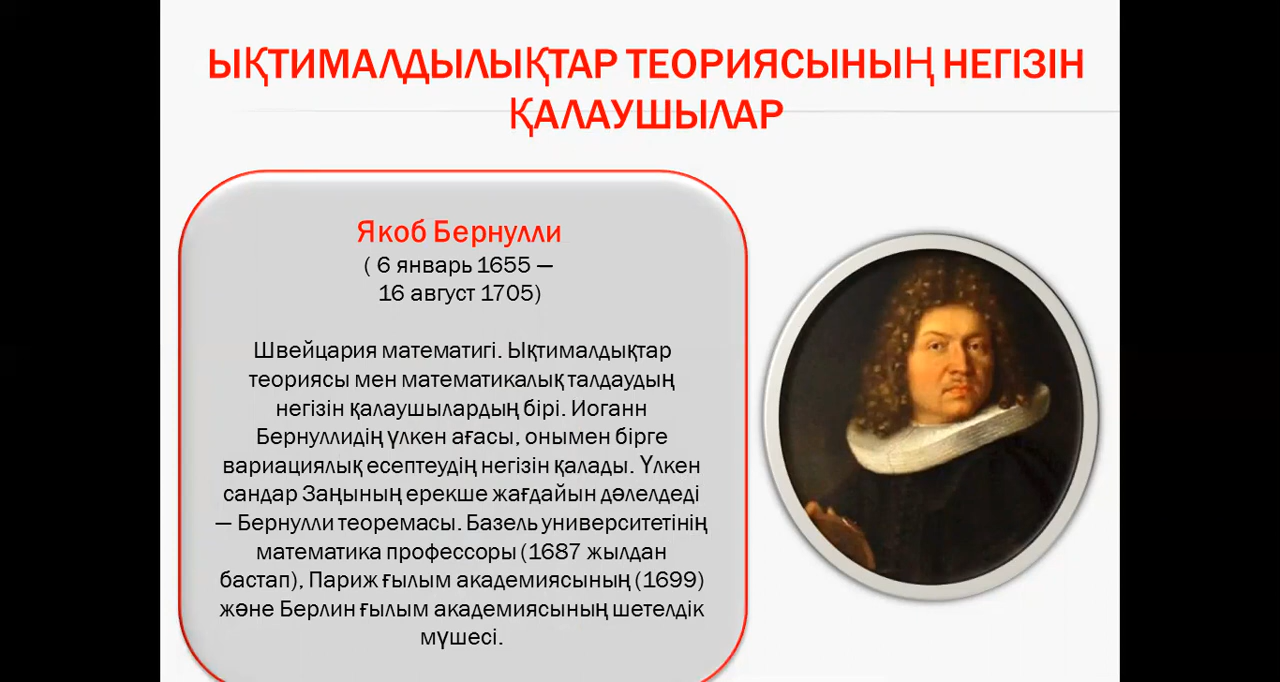 ЫҚТИМАЛДЫЛЫҚТАР ТЕОРИЯСЫНЫҢ НЕГІЗІН
ҚАЛАУШЫЛАР
Якоб Бернулли
( 6 январь 1655 —
16 август 1705)
Швейцария математигі. Ықтималдықтар
теориясы мен математикалық талдаудың
негізін қалаушылардың бірі. Иоганн
Бернуллидің үлкен ағасы, онымен бірге
вариациялық есептеудің негізін қалады. Үлкен
сандар Заңының ерекше жағдайын дәлелдеді
— Бернулли теоремасы. Базель университетінің
математика профессоры (1687 жылдан
бастап), Париж ғылым академиясының (1699)
және Берлин ғылым академиясының шетелдік
мүшесі.